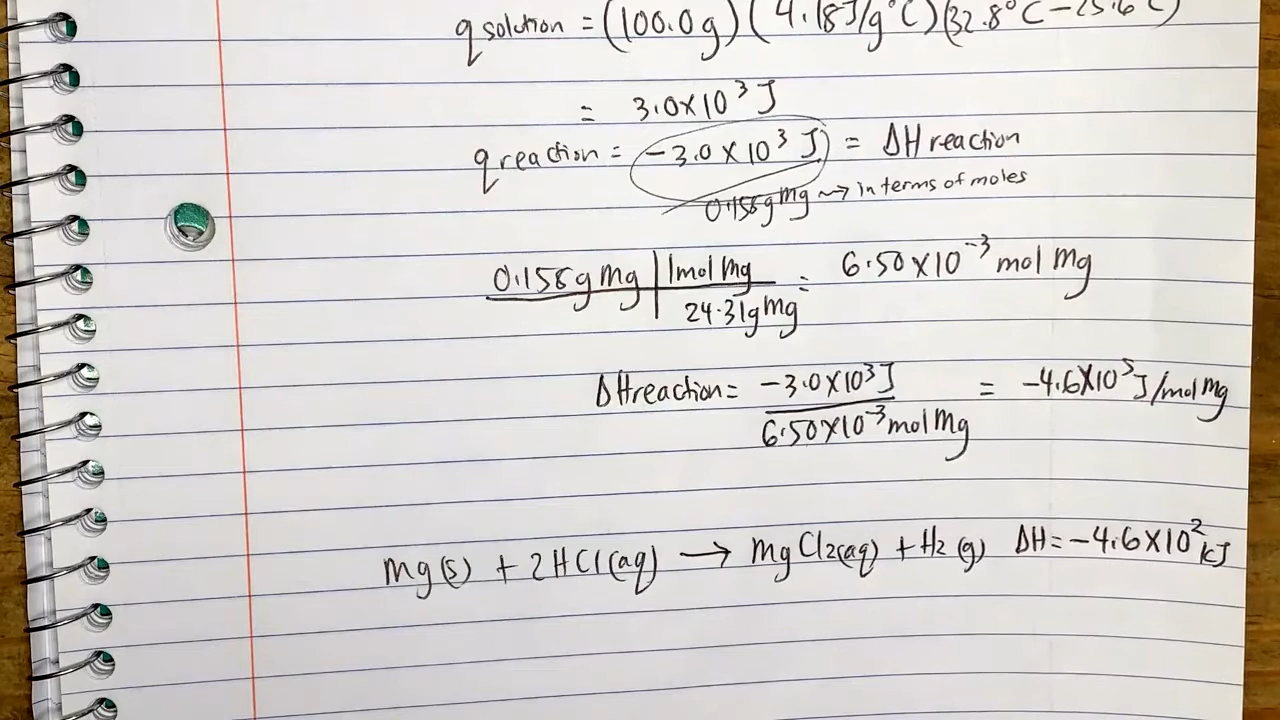 q solution = (100.0g) (4.18J/g°C)(32.8°C-25.6°C)
= 3.0×10³ J
q reaction = -3.0 × 10³ J = ΔH reaction
0.158g Mg → in terms of moles
0.158g Mg | 1mol Mg = 6.50×10⁻³ mol Mg
24.31g Mg
ΔH reaction = -3.0×10³J = -4.6×10⁵ J/mol Mg
6.50×10⁻³ mol Mg
Mg(s) + 2HCl(aq) → MgCl₂(aq) + H₂(g) ΔH=-4.6×10² kJ